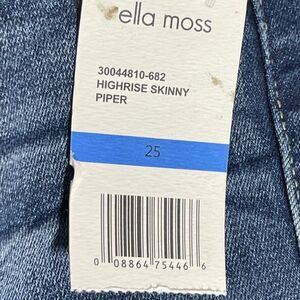 ella moss
30044810-682
HIGHRISE SKINNY
PIPER
25
0 08864 75446 6